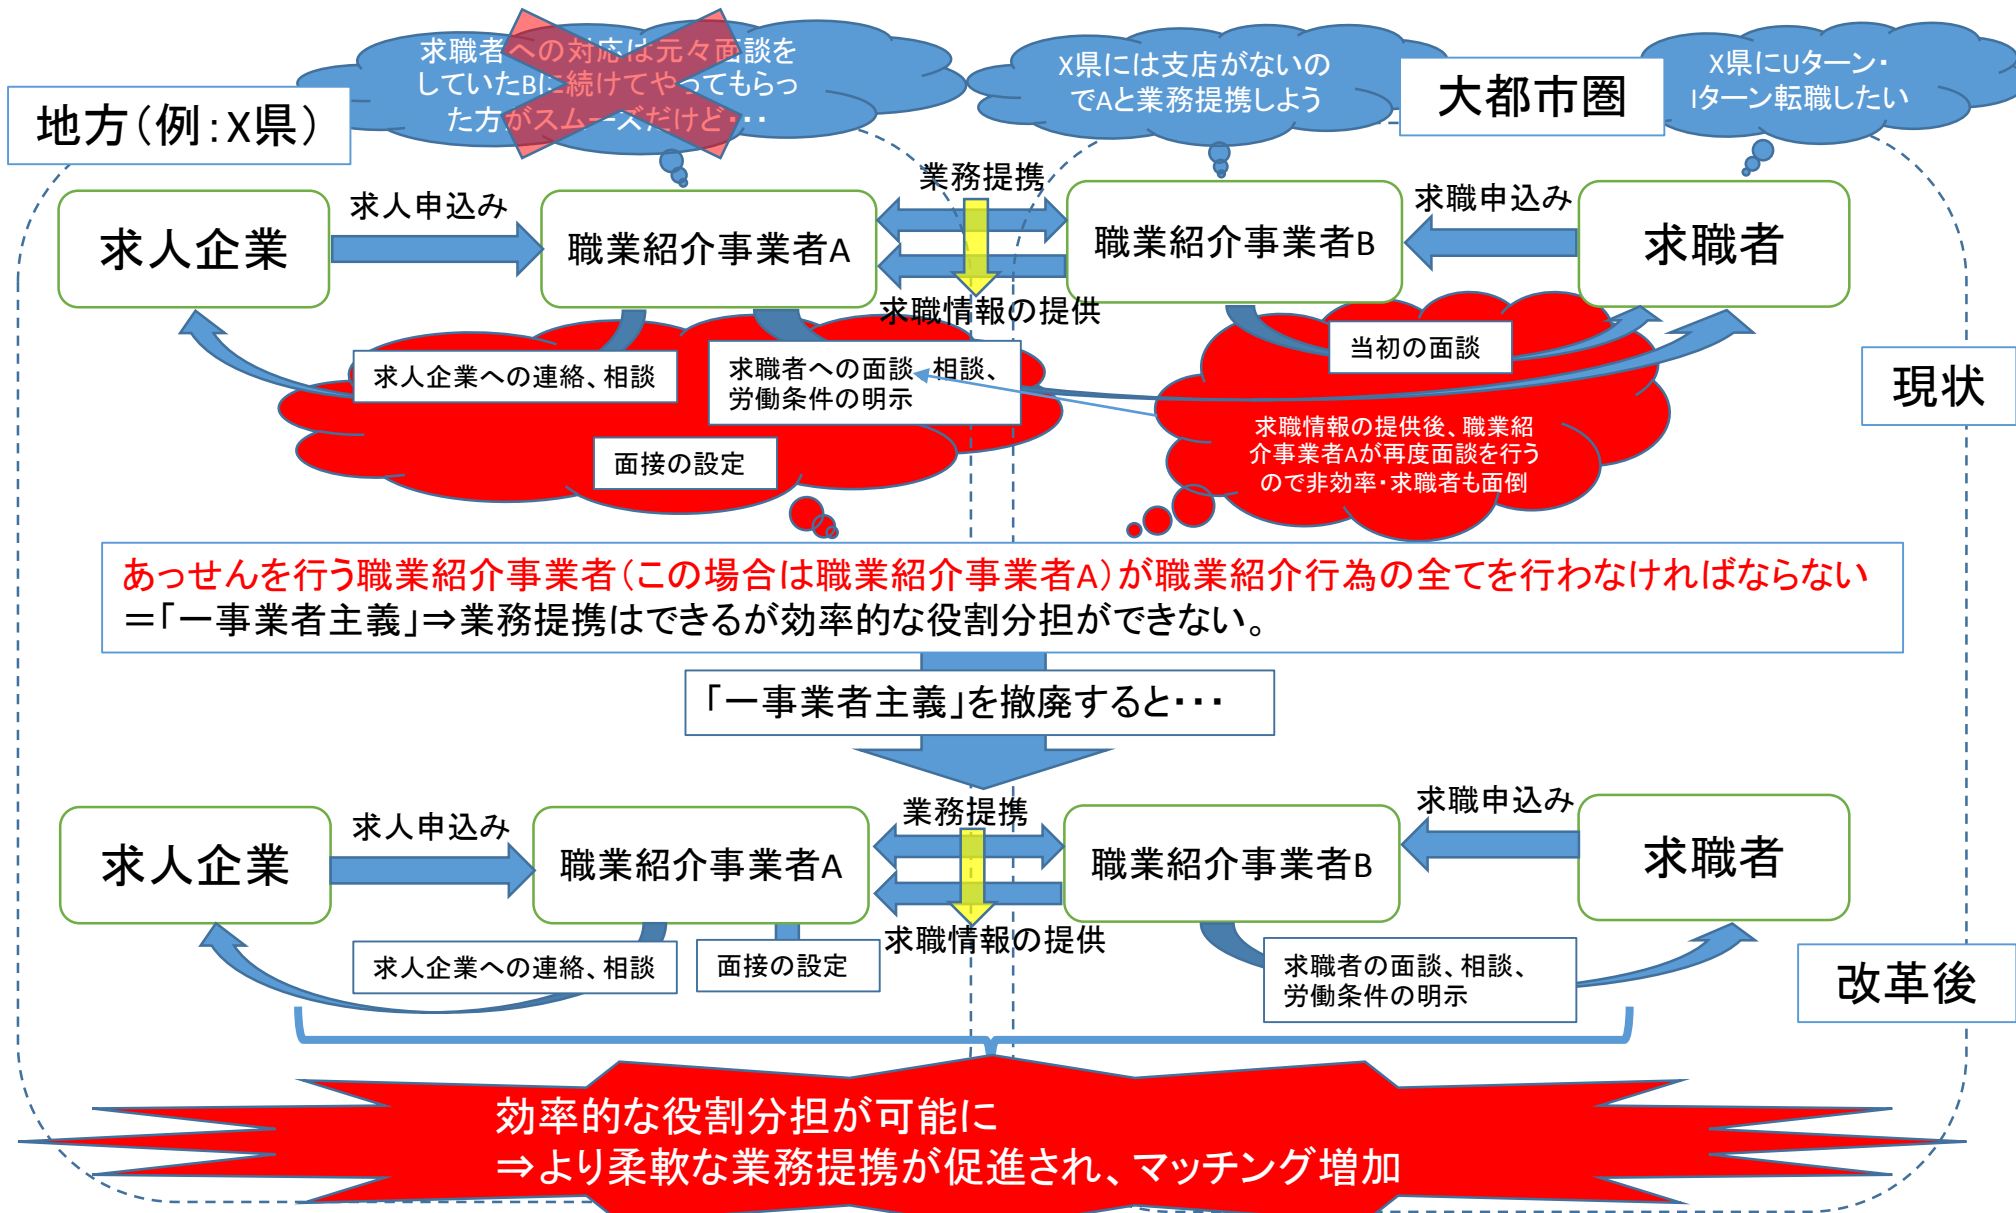 求職者への対応は元々面談を
していたBに続けてやってもらっ
た方がスムーズだけど・・・
X県には支店がないの
でAと業務提携しよう
X県にUターン・
Iターン転職したい
地方（例：X県）
大都市圏
求人企業
求人申込み
職業紹介事業者A
業務提携
求職情報の提供
職業紹介事業者B
求職申込み
求職者
求人企業への連絡、相談
求職者への面談、相談、
労働条件の明示
当初の面談
現状
面接の設定
求職情報の提供後、職業紹
介事業者Aが再度面談を行う
ので非効率・求職者も面倒
あっせんを行う職業紹介事業者（この場合は職業紹介事業者A）が職業紹介行為の全てを行わなければならない
＝「一事業者主義」⇒業務提携はできるが効率的な役割分担ができない。
「一事業者主義」を撤廃すると・・・
求人企業
求人申込み
職業紹介事業者A
業務提携
求職情報の提供
職業紹介事業者B
求職申込み
求職者
求人企業への連絡、相談
面接の設定
求職者の面談、相談、
労働条件の明示
改革後
効率的な役割分担が可能に
⇒より柔軟な業務提携が促進され、マッチング増加